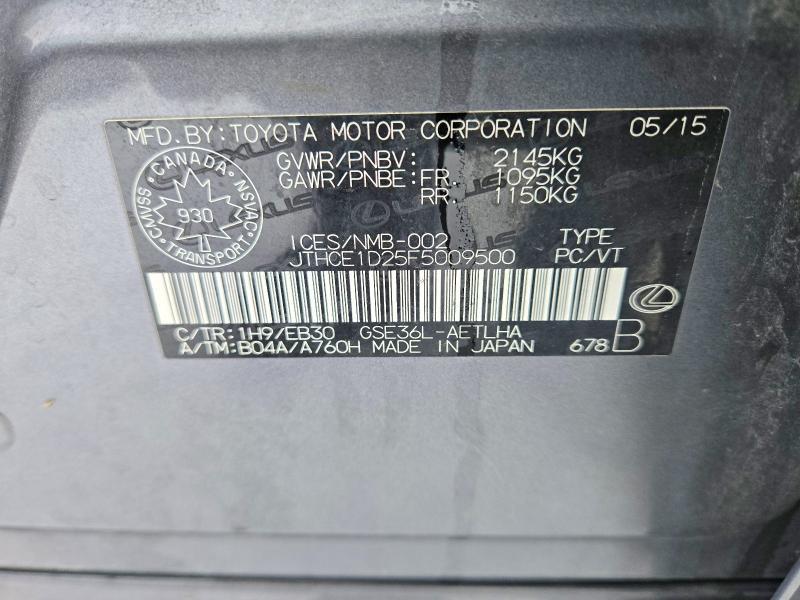 MFD.BY:TOYOTA MOTOR CORPORATION 05/15
GVWR/PNBV: 2145KG
GAWR/PNBE:FR. 1095KG
RR. 1150KG
CANADA
CMVSS
NSVAC
930
TRANSPORT
ICES/NMB-002 TYPE
JTHCE1D25F5009500 PC/VT
C/TR:1H9/EB30 GSE36L-AETLHA
A/TM:B04A/A760H MADE IN JAPAN 678 B
LEXUS
LEXUS